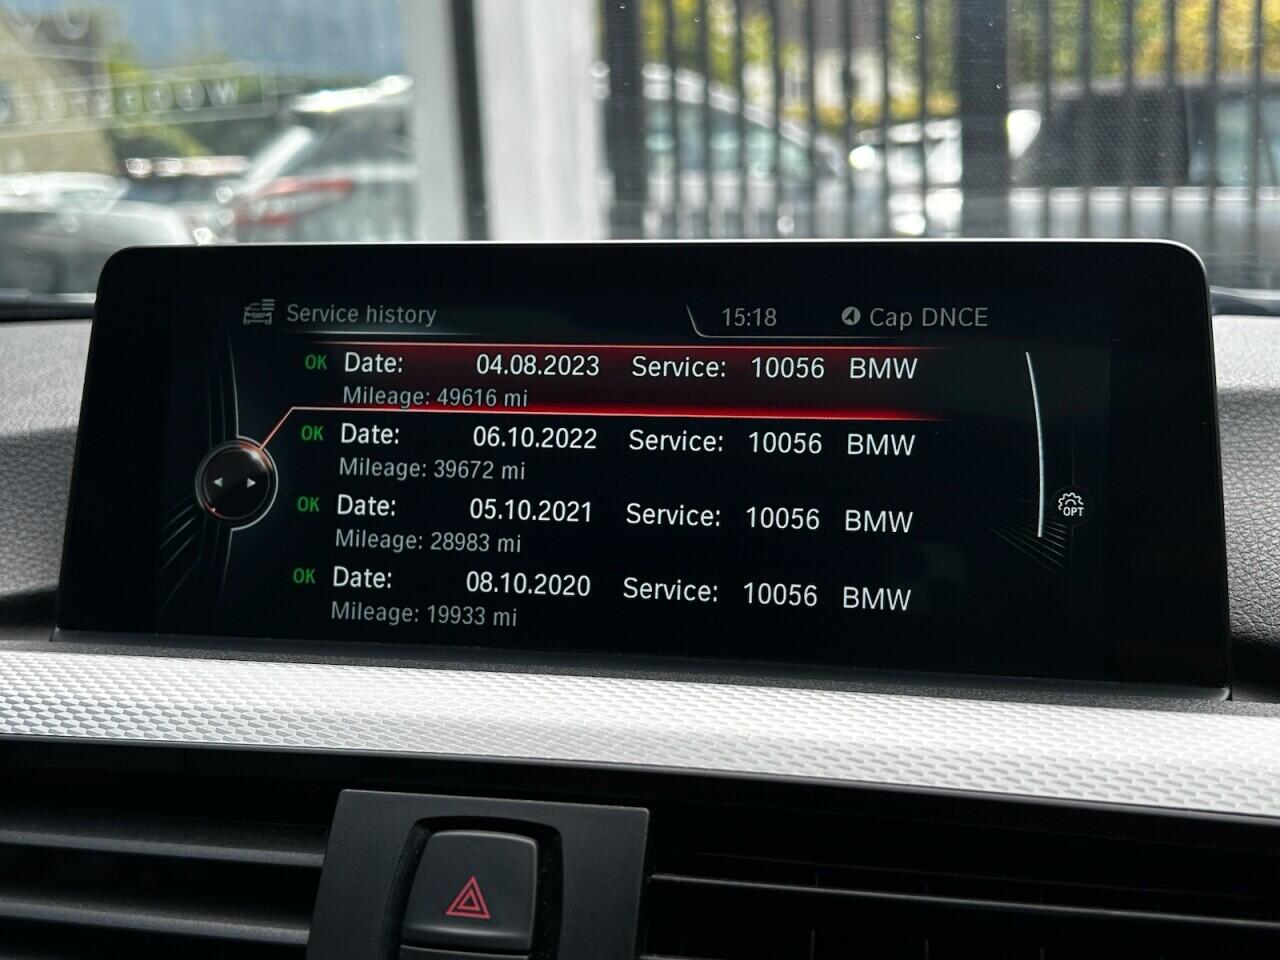 Service history 15:18 Cap DNCE
OK Date: 04.08.2023 Service: 10056 BMW
Mileage: 49616 mi
OK Date: 06.10.2022 Service: 10056 BMW
Mileage: 39672 mi
OK Date: 05.10.2021 Service: 10056 BMW
Mileage: 28983 mi
OPT
OK Date: 08.10.2020 Service: 10056 BMW
Mileage: 19933 mi